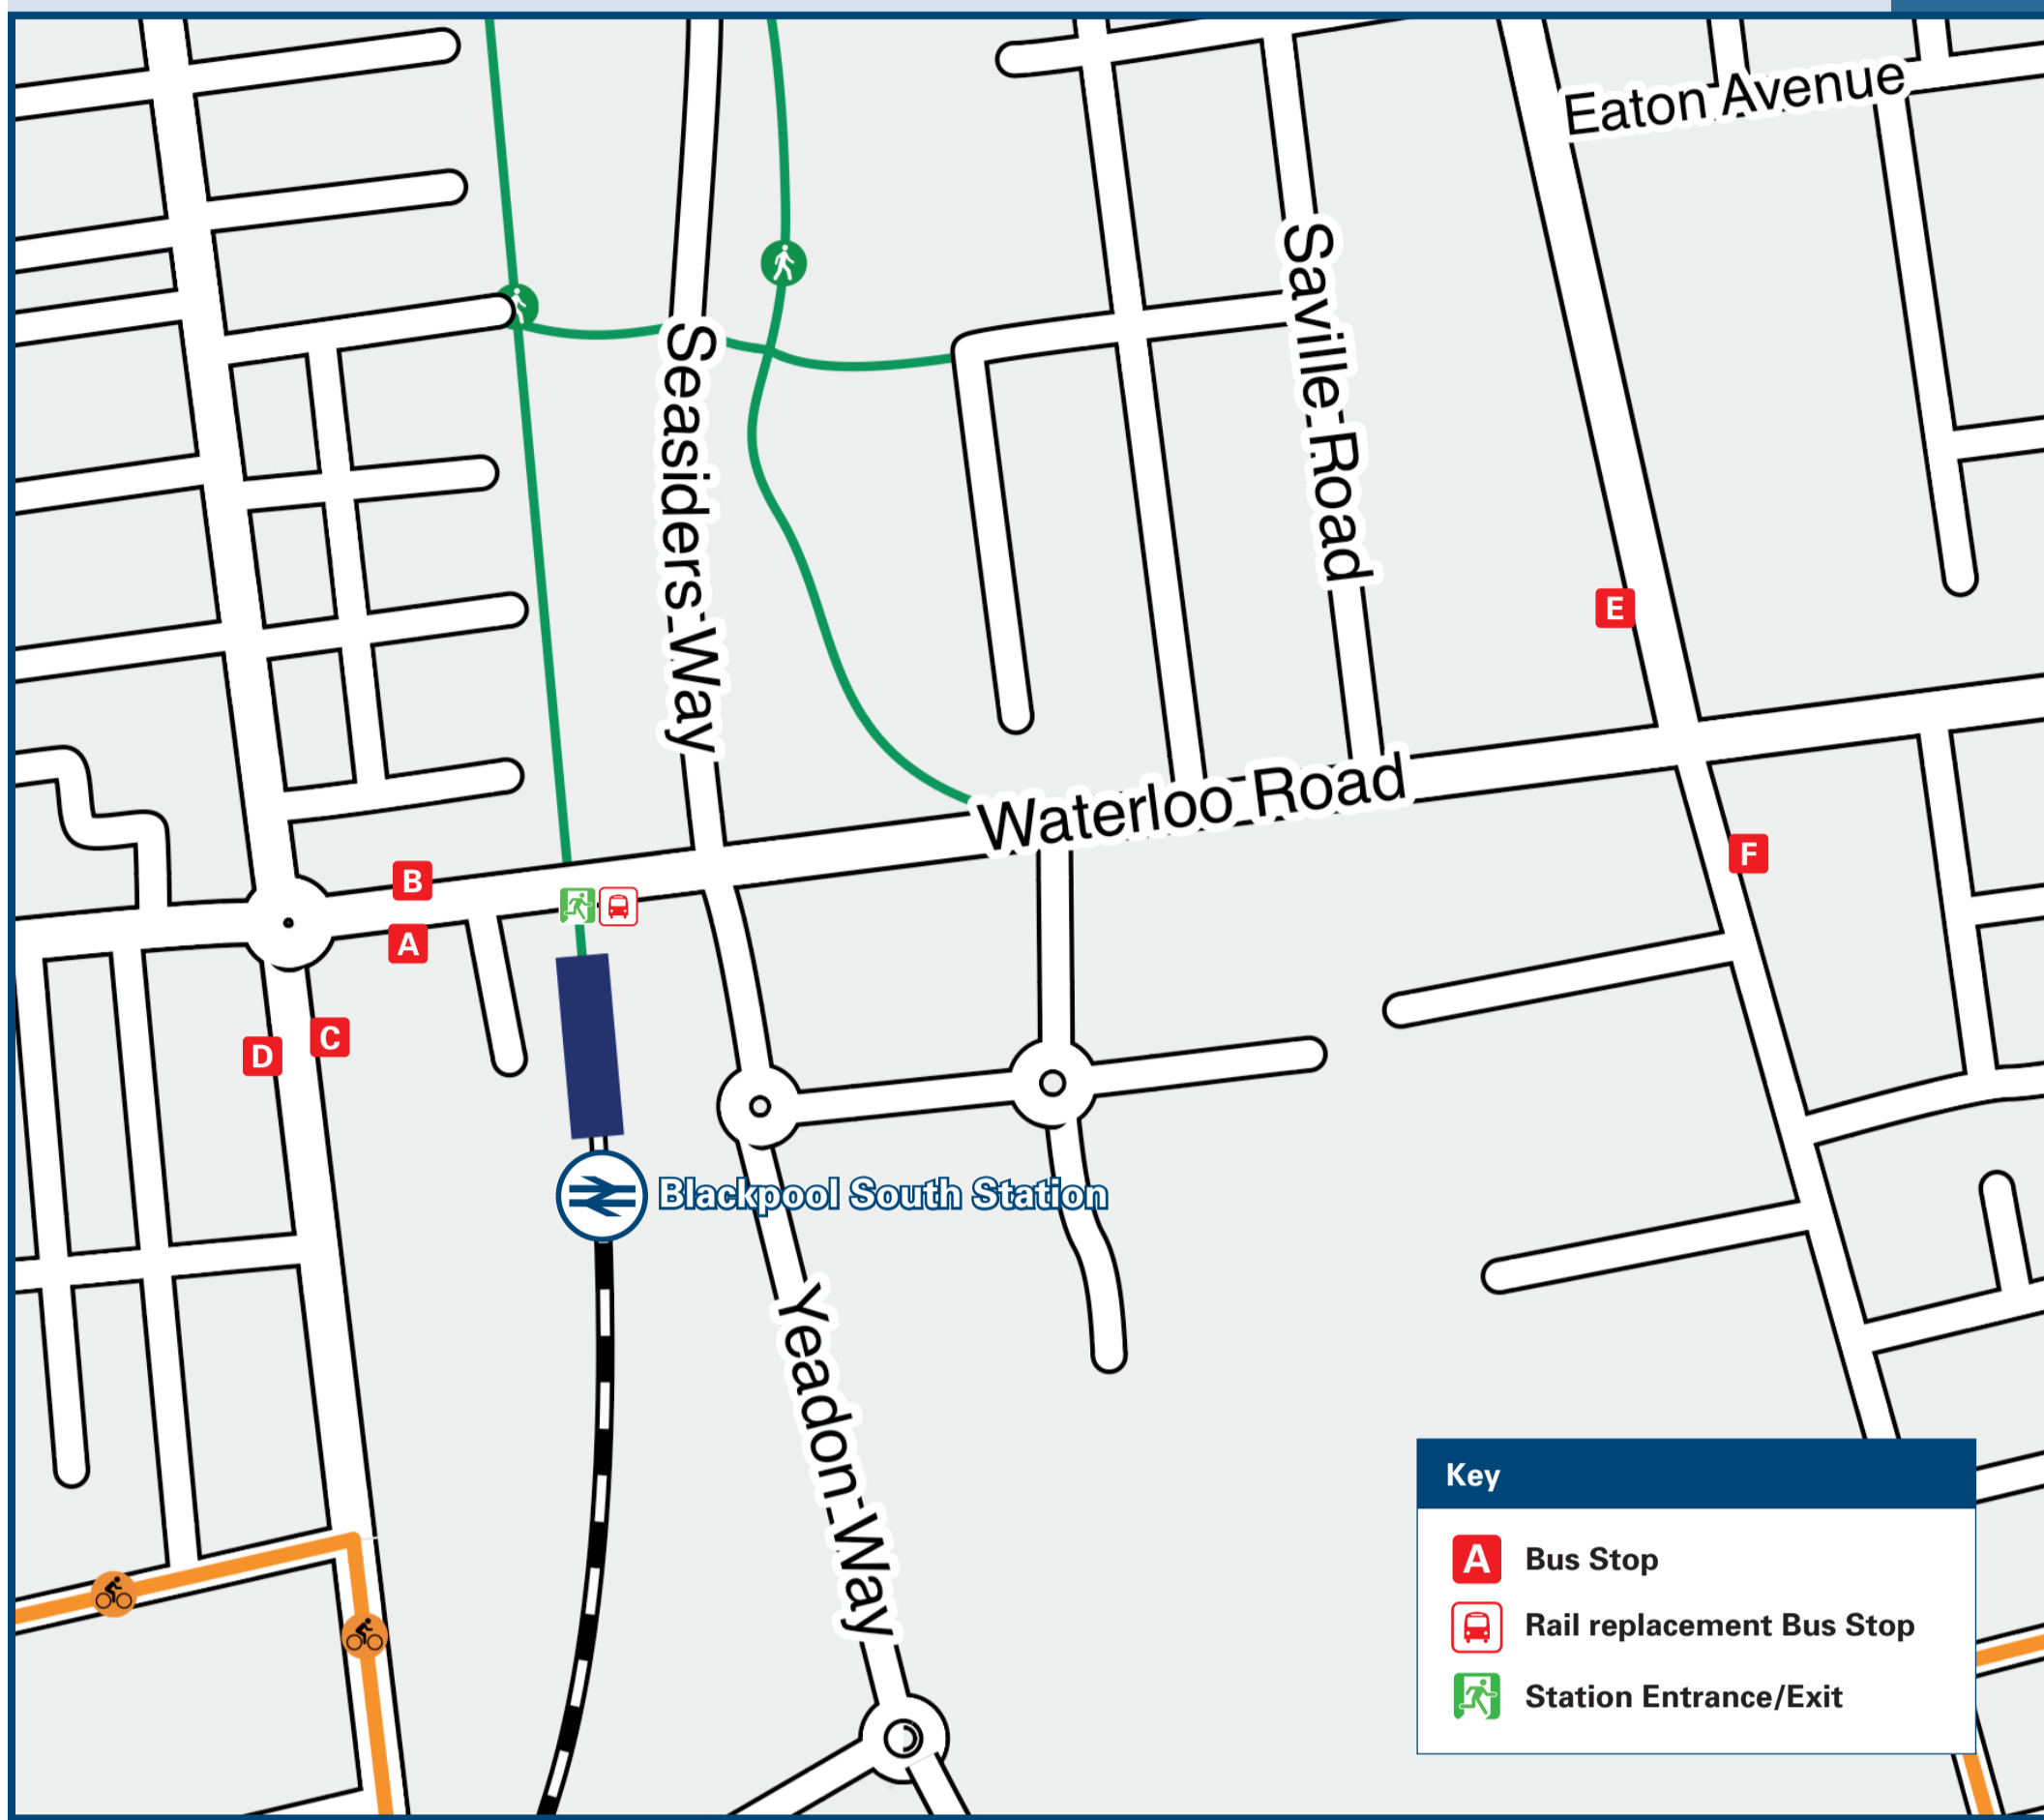 Eaton Avenue
Saville Road
Seasiders Way
E
Waterloo Road
F
B
A
C
D
Blackpool South Station
Yeadon Way
Key
A Bus Stop
Rail replacement Bus Stop
Station Entrance/Exit